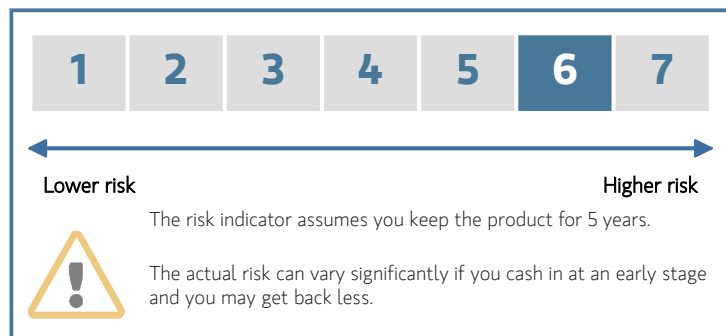 1 2 3 4 5 6 7
Lower risk Higher risk
The risk indicator assumes you keep the product for 5 years.
The actual risk can vary significantly if you cash in at an early stage
and you may get back less.